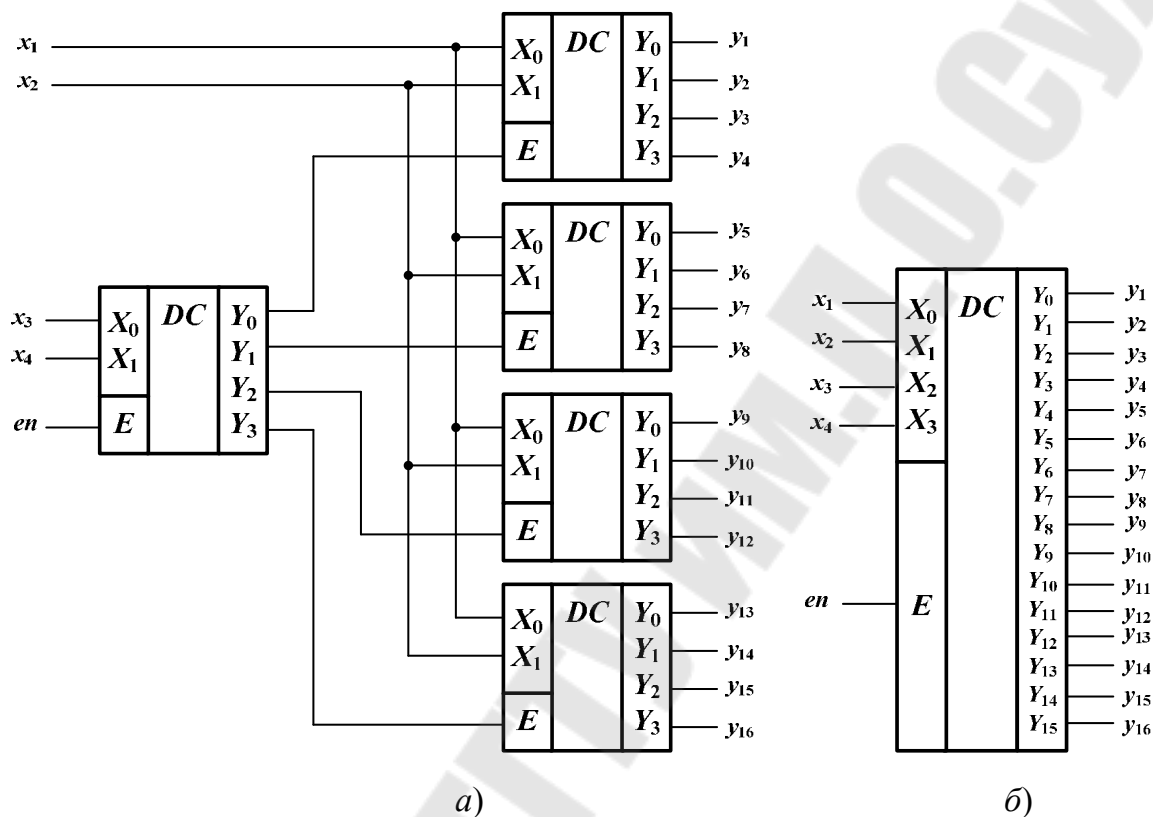 x₁
x₂
X₀ DC Y₀ y₁
X₁ Y₁ y₂
Y₂ y₃
E Y₃ y₄
X₀ DC Y₀ y₅
X₁ Y₁ y₆
Y₂ y₇
E Y₃ y₈
x₃ X₀ DC Y₀
x₄ X₁ Y₁
Y₂
en E Y₃
X₀ DC Y₀ y₉
X₁ Y₁ y₁₀
Y₂ y₁₁
E Y₃ y₁₂
X₀ DC Y₀ y₁₃
X₁ Y₁ y₁₄
Y₂ y₁₅
E Y₃ y₁₆
а)
x₁ X₀ DC
x₂ X₁
x₃ X₂
x₄ X₃
en E
Y₀ y₁
Y₁ y₂
Y₂ y₃
Y₃ y₄
Y₄ y₅
Y₅ y₆
Y₆ y₇
Y₇ y₈
Y₈ y₉
Y₉ y₁₀
Y₁₀ y₁₁
Y₁₁ y₁₂
Y₁₂ y₁₃
Y₁₃ y₁₄
Y₁₄ y₁₅
Y₁₅ y₁₆
б)
ГТУ им.П.О.Су